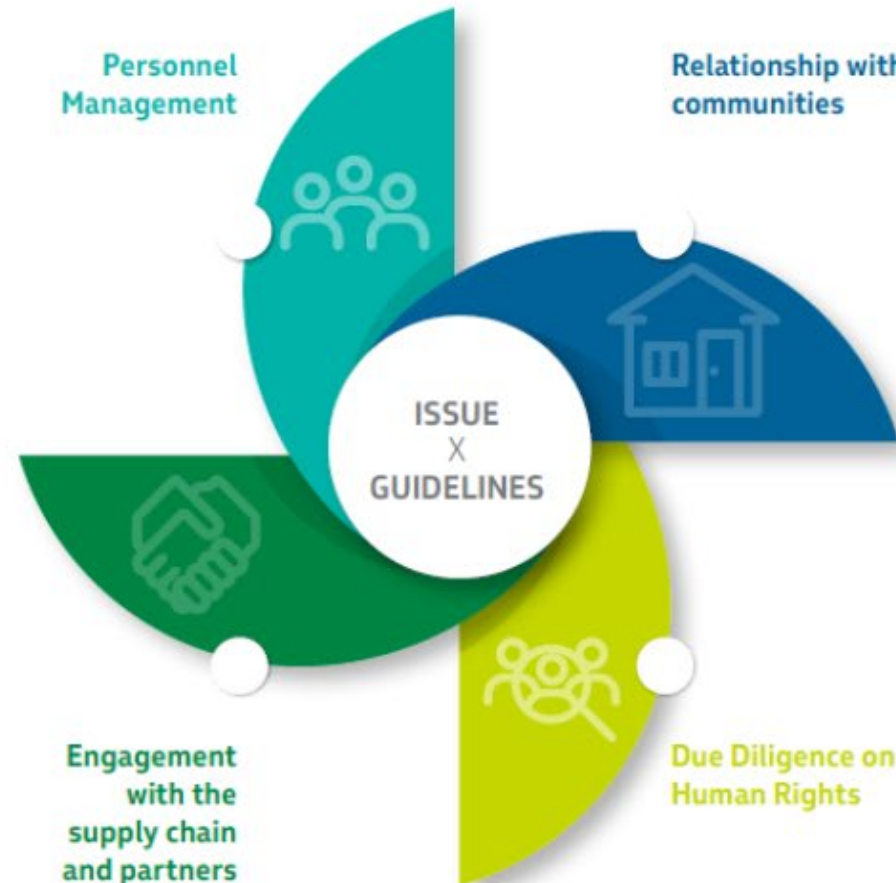 Personnel
Management
Relationship with
communities
ISSUE
X
GUIDELINES
Engagement
with the
supply chain
and partners
Due Diligence on
Human Rights